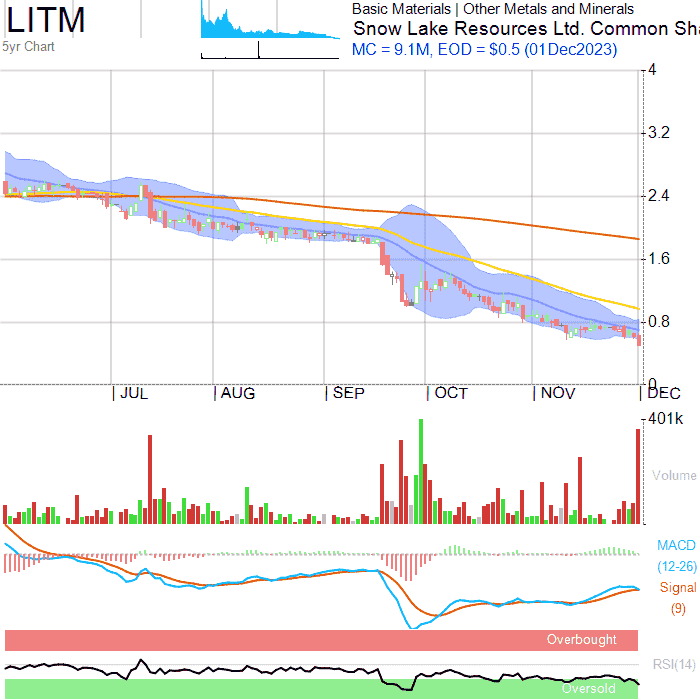 LITM
5yr Chart
Basic Materials | Other Metals and Minerals
Snow Lake Resources Ltd. Common Sha
MC = 9.1M, EOD = $0.5 (01Dec2023)
4
3.2
2.4
1.6
0.8
0
JUL AUG SEP OCT NOV DEC
401k
Volume
MACD
(12-26)
Signal
(9)
Overbought
RSI(14)
Oversold